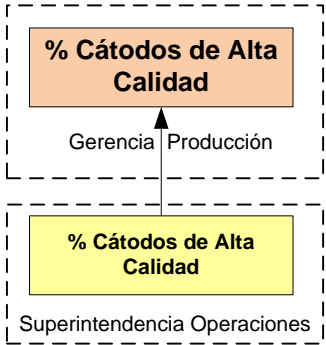 % Cátodos de Alta
Calidad
Gerencia Producción
% Cátodos de Alta
Calidad
Superintendencia Operaciones